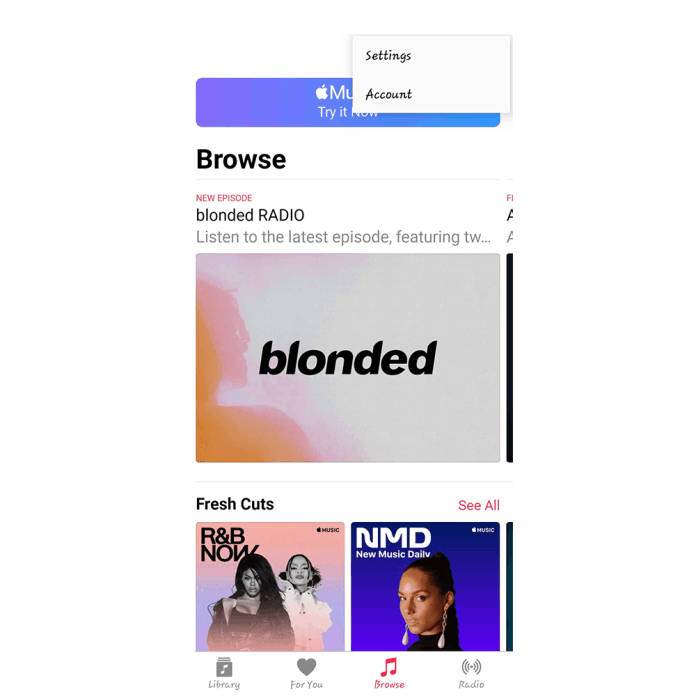 Settings
Account
Mu
Try it Now
Browse
NEW EPISODE
blonded RADIO
Listen to the latest episode, featuring tw...
blonded
Fresh Cuts
See All
R&B
NOW
MUSIC
NMD
New Music Daily
MUSIC
Library
For You
Browse
Radio